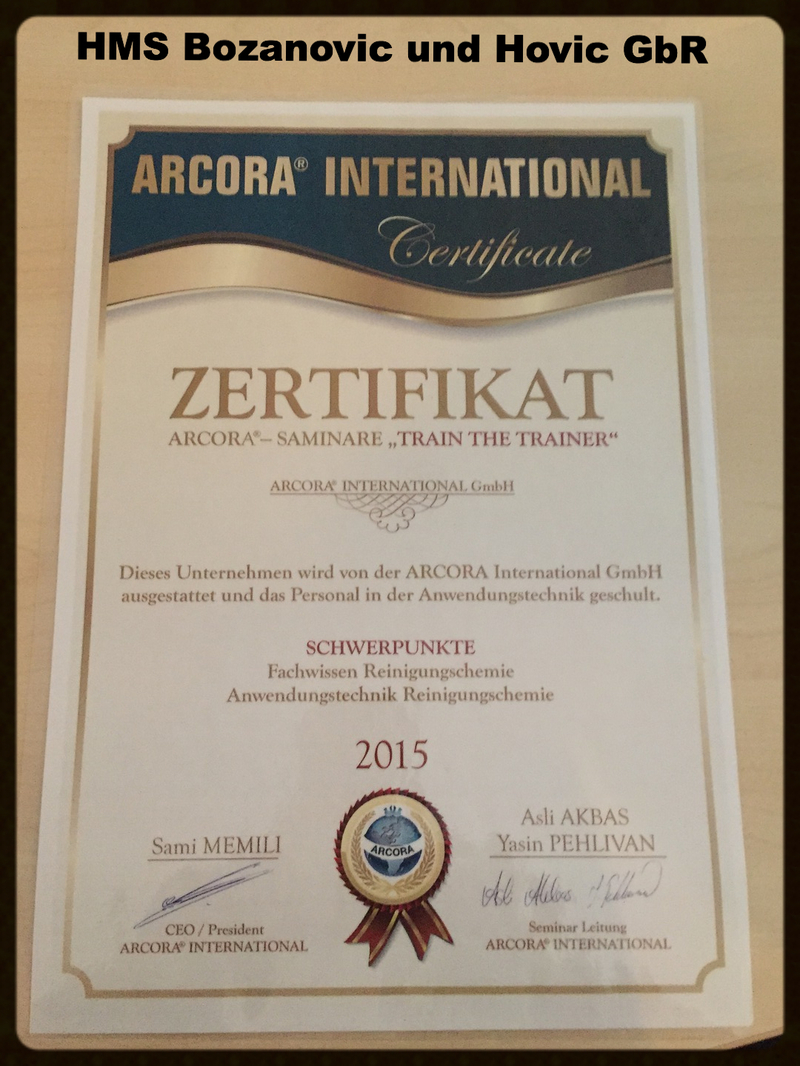 HMS Bozanovic und Hovic GbR
ARCORA® INTERNATIONAL
Certificate
ZERTIFIKAT
ARCORA®– SAMINARE „TRAIN THE TRAINER“
ARCORA® INTERNATIONAL GmbH
Dieses Unternehmen wird von der ARCORA International GmbH
ausgestattet und das Personal in der Anwendungstechnik geschult.
SCHWERPUNKTE
Fachwissen Reinigungschemie
Anwendungstechnik Reinigungschemie
2015
Sami MEMILI
CEO / President
ARCORA® INTERNATIONAL
ARCORA
Asli AKBAS
Yasin PEHLIVAN
Seminar Leitung
ARCORA® INTERNATIONAL